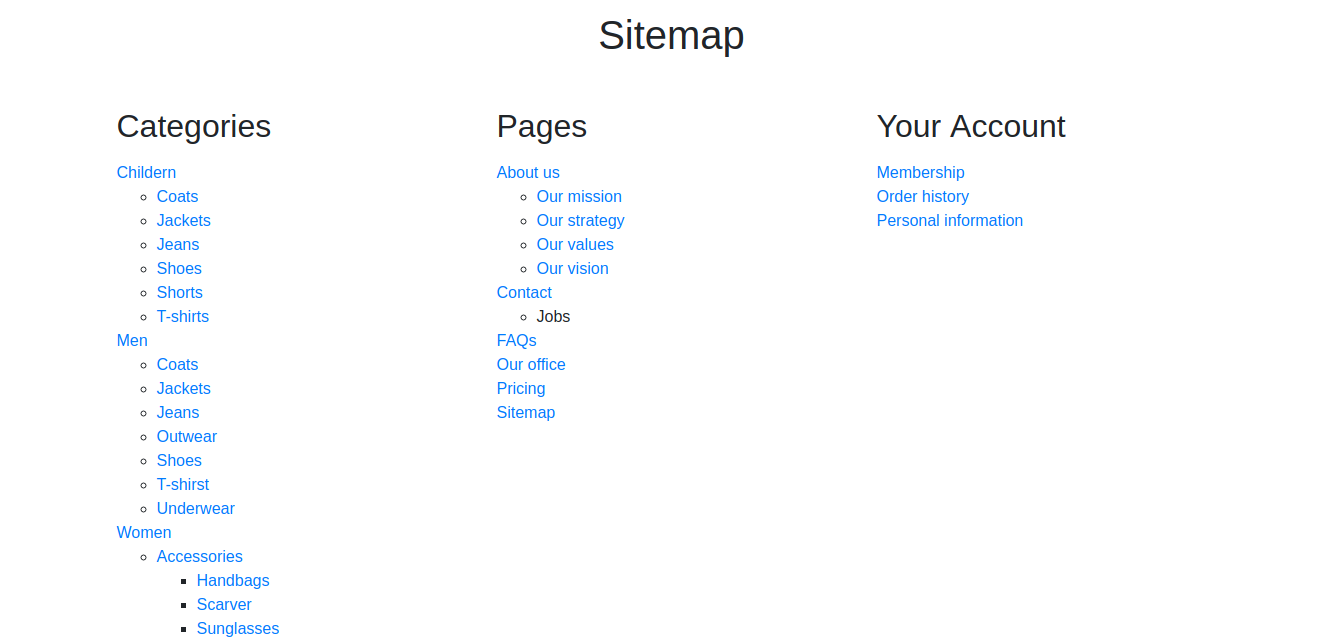 Sitemap
Categories
Childern
Coats
Jackets
Jeans
Shoes
Shorts
T-shirts
Men
Coats
Jackets
Jeans
Outwear
Shoes
T-shirst
Underwear
Women
Accessories
Handbags
Scarver
Sunglasses
Pages
About us
Our mission
Our strategy
Our values
Our vision
Contact
Jobs
FAQs
Our office
Pricing
Sitemap
Your Account
Membership
Order history
Personal information